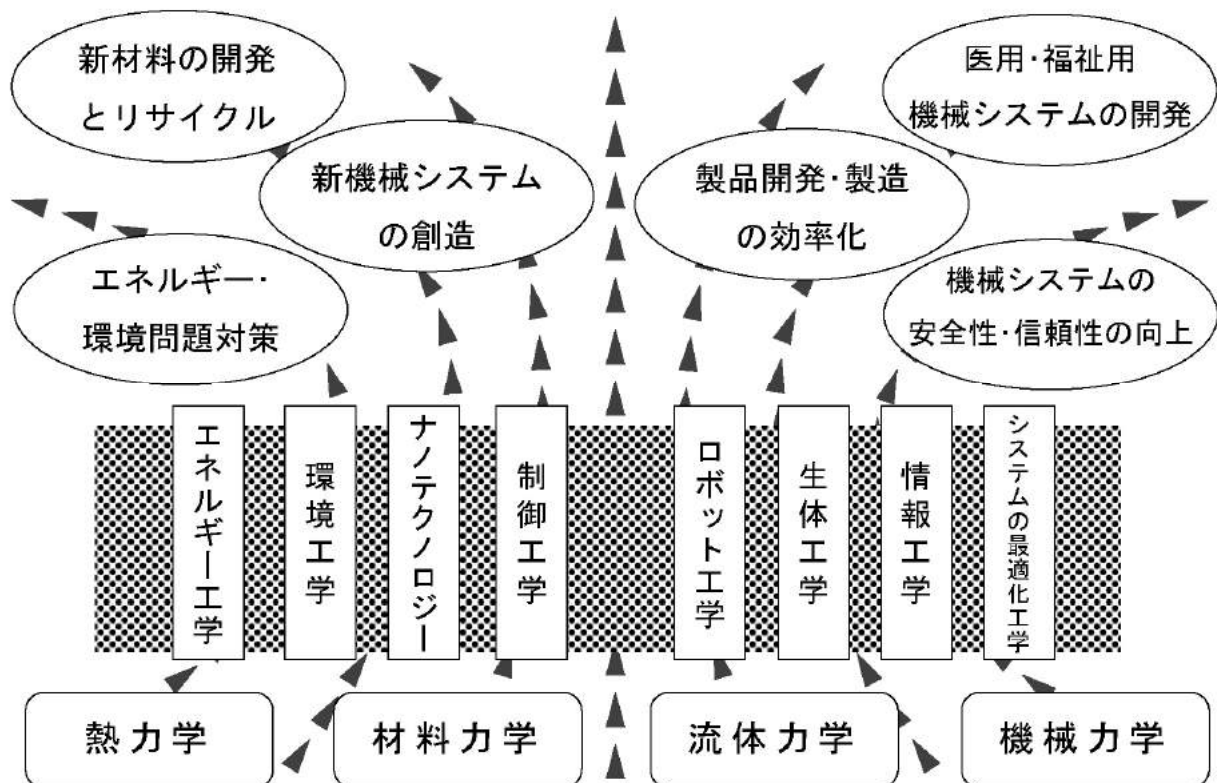 新材料の開発
とリサイクル
医用・福祉用
機械システムの開発
新機械システム
の創造
製品開発・製造
の効率化
エネルギー・
環境問題対策
機械システムの
安全性・信頼性の向上
エネルギー工学
環境工学
ナノテクノロジー
制御工学
ロボット工学
生体工学
情報工学
システムの最適化工学
熱力学
材料力学
流体力学
機械力学